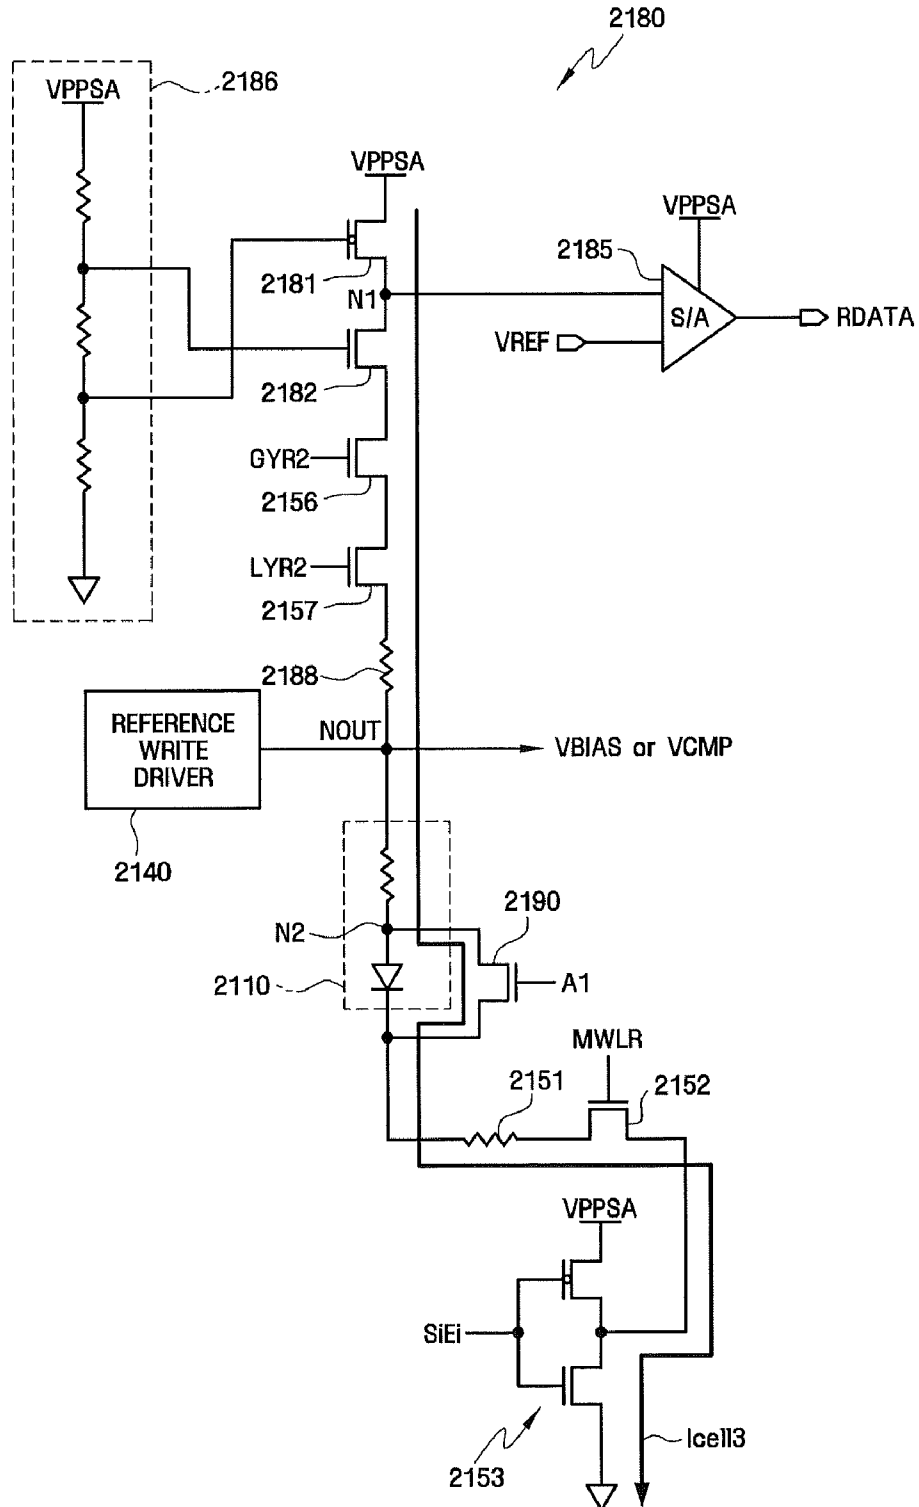 2180
2186
VPPSA
VPPSA
VPPSA
2185
2181
N1
S/A
RDATA
VREF
2182
GYR2
2156
LYR2
2157
2188
REFERENCE
WRITE
DRIVER
NOUT
VBIAS or VCMP
2140
2190
N2
2110
A1
MWLR
2151
2152
VPPSA
SiEi
Icell3
2153